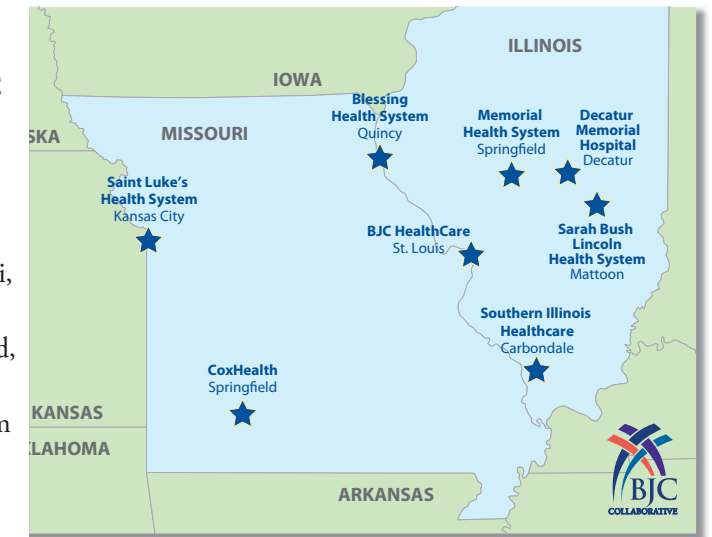 ILLINOIS
IOWA
Blessing
Health System
Quincy
Memorial
Health System
Springfield
Decatur
Memorial
Hospital
Decatur
SKA
MISSOURI
Saint Luke's
Health System
Kansas City
BJC HealthCare
St. Louis
Sarah Bush
Lincoln
Health System
Mattoon
i,
Southern Illinois
Healthcare
Carbondale
d,
CoxHealth
Springfield
KANSAS
KLAHOMA
ARKANSAS
BJC
COLLABORATIVE